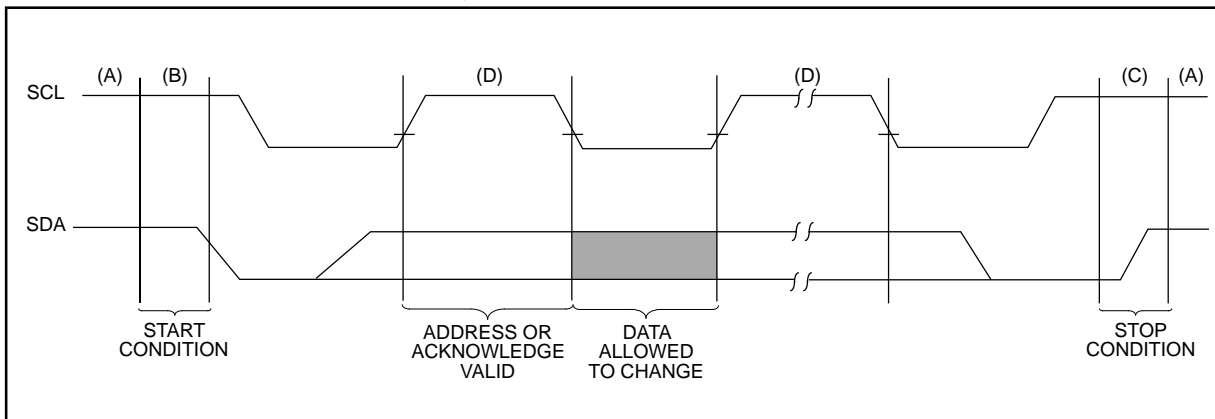 (A) (B) (D) (D) (C) (A)
SCL
SDA
START
CONDITION
ADDRESS OR
ACKNOWLEDGE
VALID
DATA
ALLOWED
TO CHANGE
STOP
CONDITION